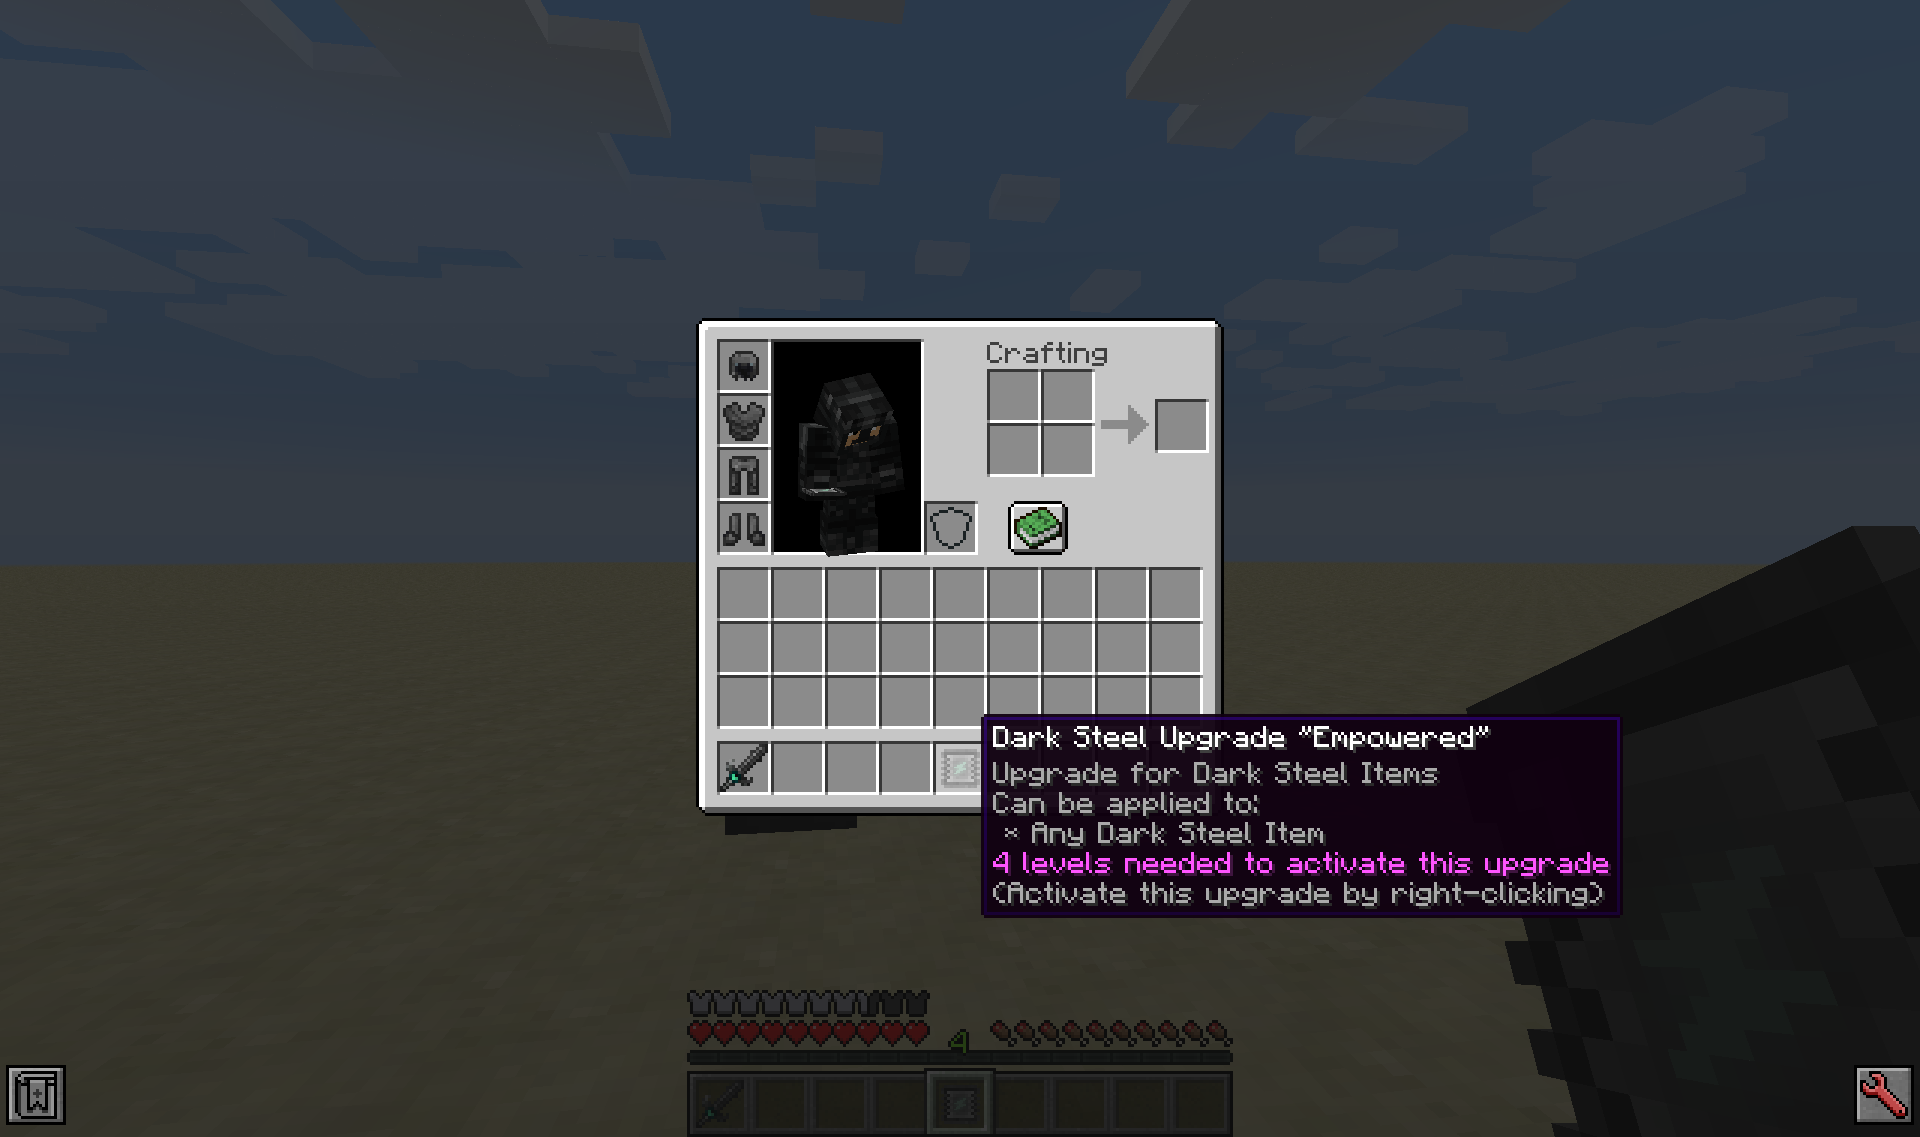 Crafting
Dark Steel Upgrade "Empowered"
Upgrade for Dark Steel Items
Can be applied to:
× Any Dark Steel Item
4 levels needed to activate this upgrade
(Activate this upgrade by right-clicking)
4